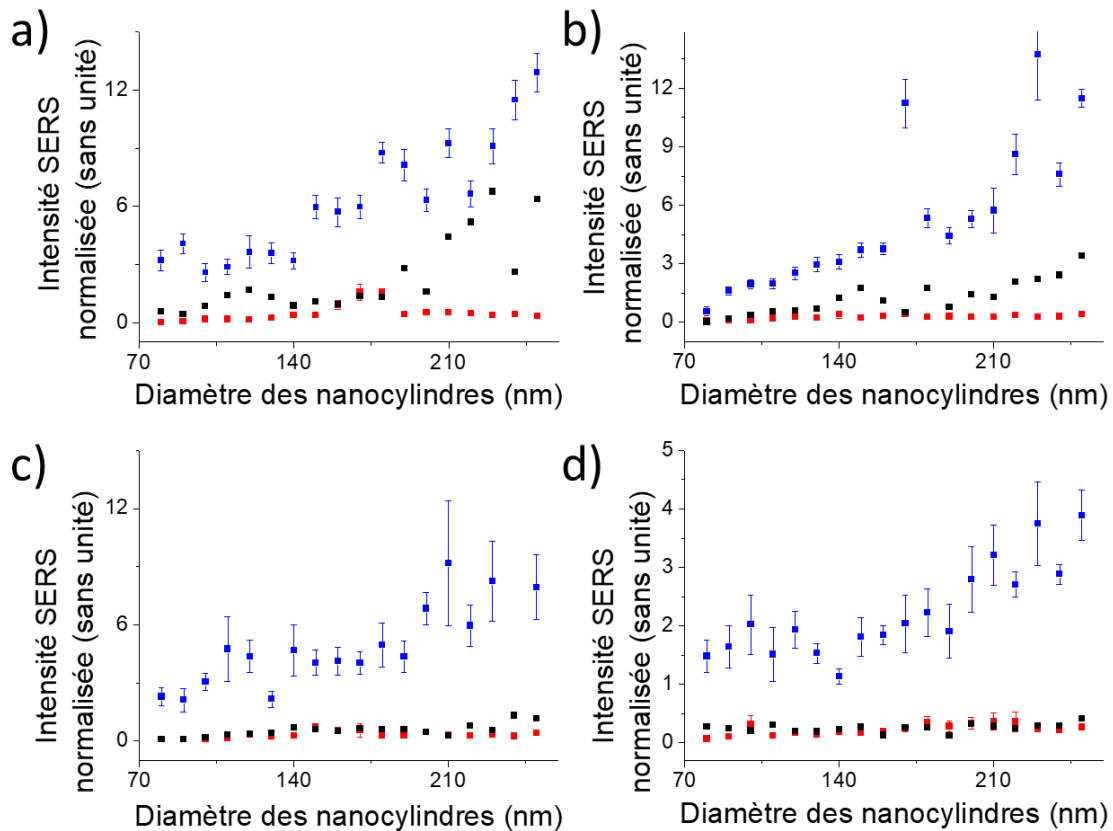 a)
Intensité SERS
normalisée (sans unité)
12
6
0
70
140
210
Diamètre des nanocylindres (nm)
b)
Intensité SERS
normalisée (sans unité)
12
9
6
3
0
70
140
210
Diamètre des nanocylindres (nm)
c)
Intensité SERS
normalisée (sans unité)
12
6
0
70
140
210
Diamètre des nanocylindres (nm)
d)
Intensité SERS
normalisée (sans unité)
5
4
3
2
1
0
70
140
210
Diamètre des nanocylindres (nm)